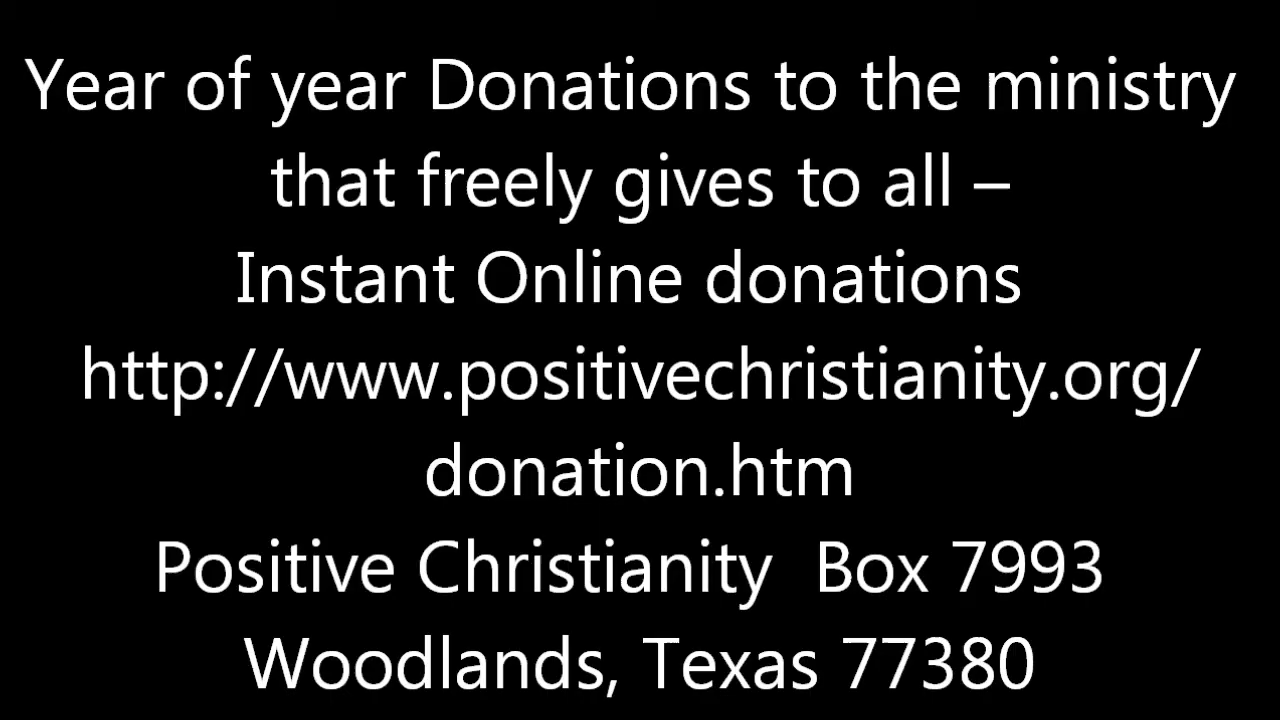 Year of year Donations to the ministry
that freely gives to all –
Instant Online donations
http://www.positivechristianity.org/
donation.htm
Positive Christianity  Box 7993
Woodlands, Texas 77380